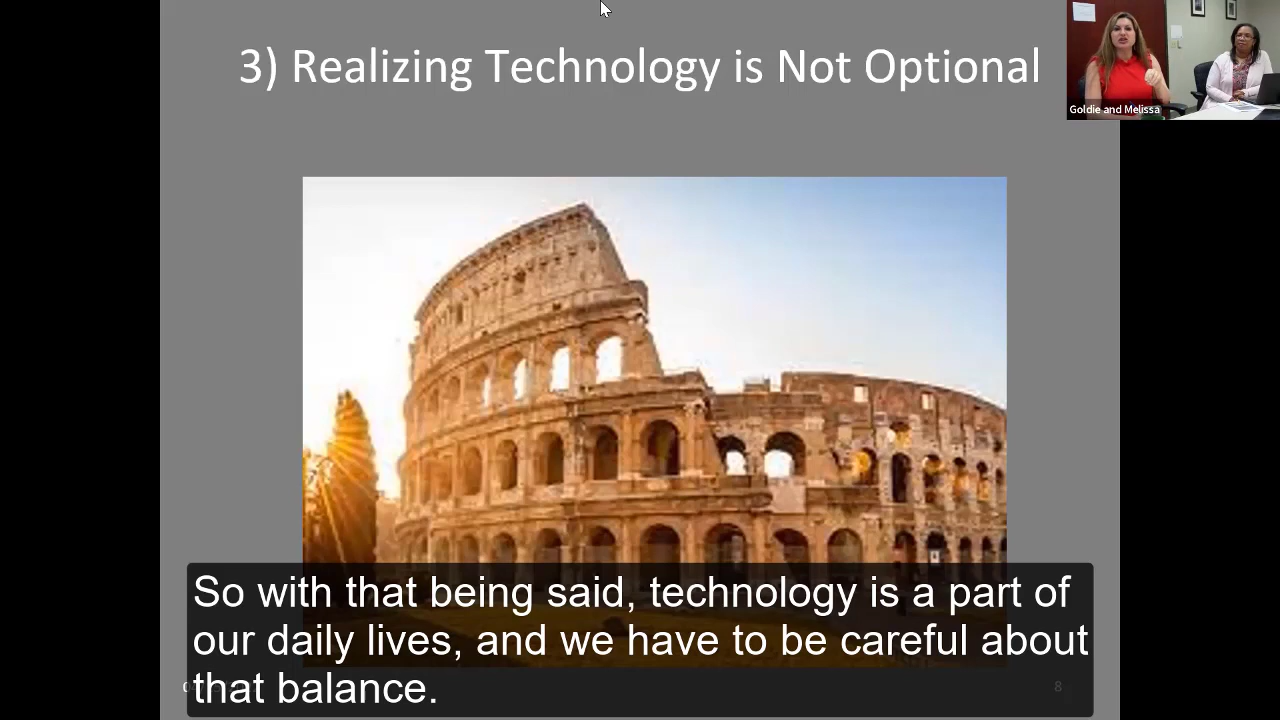 3) Realizing Technology is Not Optional
Goldie and Melissa
So with that being said, technology is a part of
our daily lives, and we have to be careful about
that balance.
8